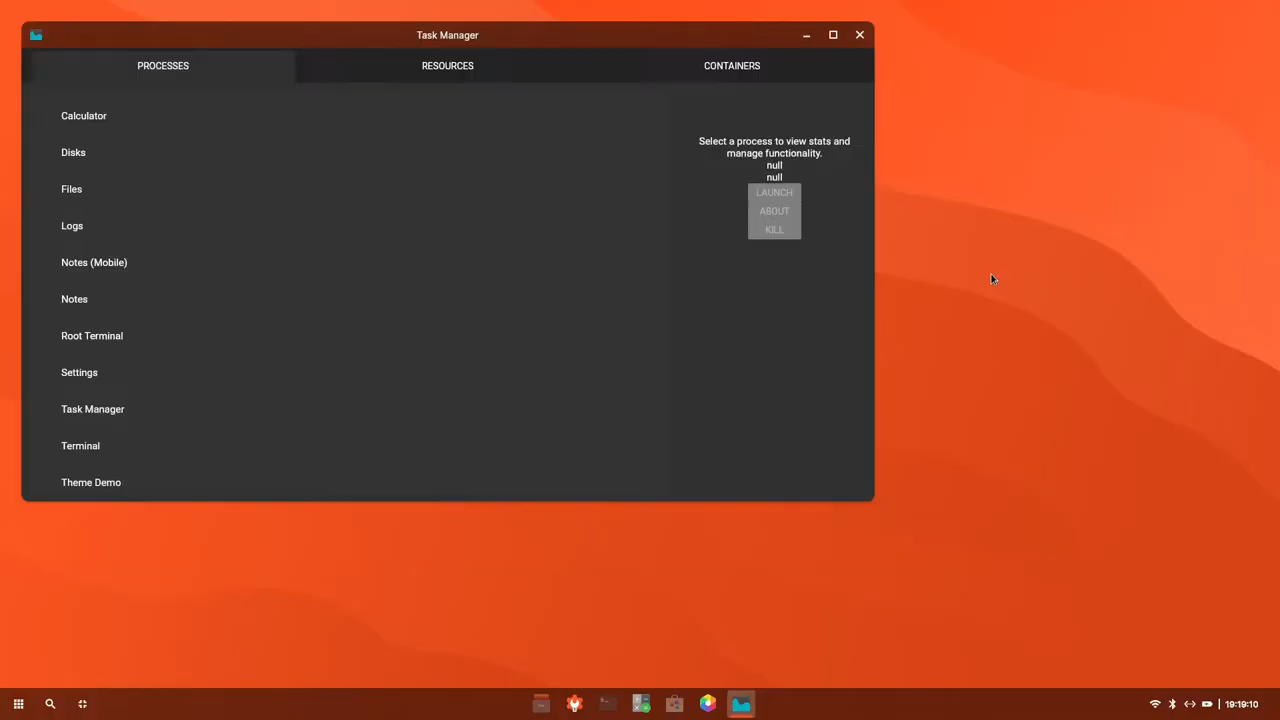 Task Manager
PROCESSES
RESOURCES
CONTAINERS
Calculator
Disks
Files
Logs
Notes (Mobile)
Notes
Root Terminal
Settings
Task Manager
Terminal
Theme Demo
Select a process to view stats and
manage functionality.
null
null
LAUNCH
ABOUT
KILL
19:19:10